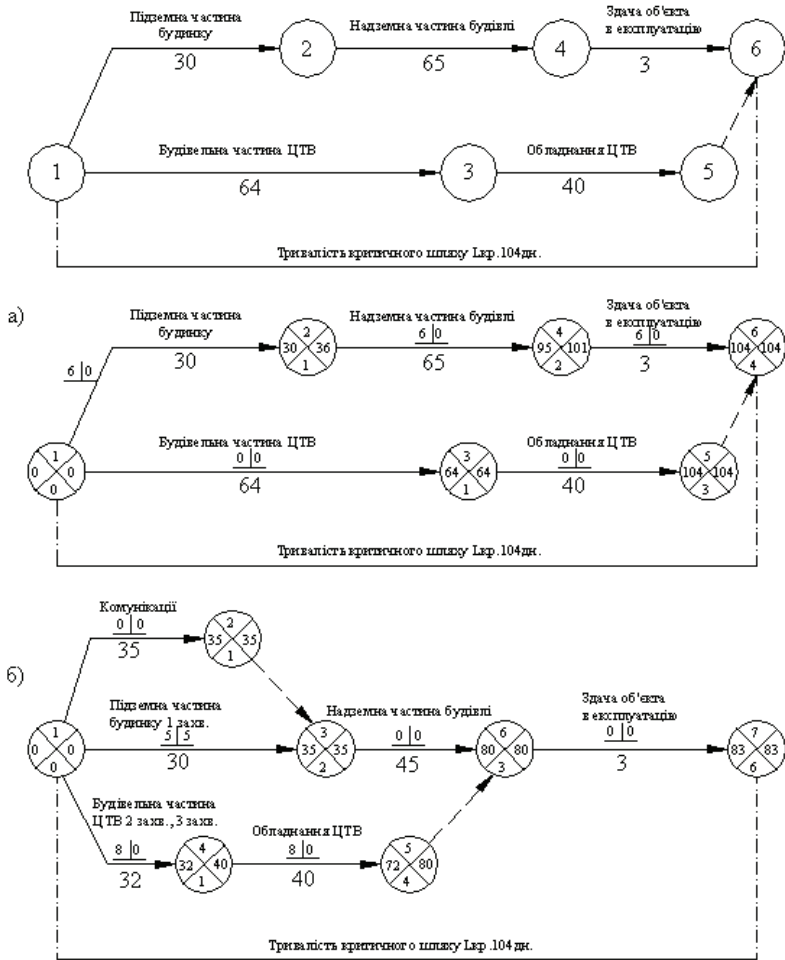 Підземна частина
будинку
30
2
Надземна частина будівлі
65
4
Здача об'єкта
в експлуатацію
3
6
1
Будівельна частина ЦТВ
64
3
Обладнання ЦТВ
40
5
Тривалість критичного шляху Lкр.104дн.
а)
Підземна частина
будинку
6 0
30
2
30 36
1
Надземна частина будівлі
6 0
65
4
95 101
2
Здача об'єкта
в експлуатацію
6 0
3
6
104 104
4
1
0 0
0
Будівельна частина ЦТВ
0 0
64
3
64 64
1
Обладнання ЦТВ
0 0
40
5
104 104
3
Тривалість критичного шляху Lкр.104дн.
б)
Комунікації
0 0
35
2
35 35
1
1
0 0
0
Підземна частина
будинку 1 захв.
5 5
30
3
35 35
2
Надземна частина будівлі
0 0
45
6
80 80
3
Здача об'єкта
в експлуатацію
0 0
3
7
83 83
6
Будівельна частина
ЦТВ 2 захв., 3 захв.
8 0
32
4
32 40
1
Обладнання ЦТВ
8 0
40
5
72 80
4
Тривалість критичного шляху Lкр.104дн.